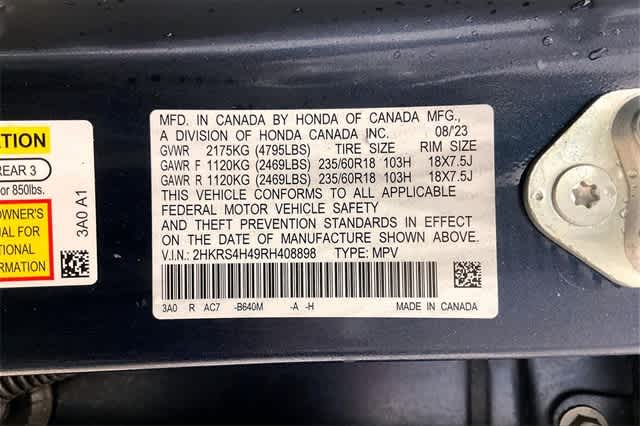 TION
REAR 3
or 850lbs.
OWNER'S
UAL FOR
TIONAL
ORMATION
3A0 A1
MFD. IN CANADA BY HONDA OF CANADA MFG.,
A DIVISION OF HONDA CANADA INC. 08/'23
GVWR 2175KG (4795LBS) TIRE SIZE RIM SIZE
GAWR F 1120KG (2469LBS) 235/60R18 103H 18X7.5J
GAWR R 1120KG (2469LBS) 235/60R18 103H 18X7.5J
THIS VEHICLE CONFORMS TO ALL APPLICABLE
FEDERAL MOTOR VEHICLE SAFETY
AND THEFT PREVENTION STANDARDS IN EFFECT
ON THE DATE OF MANUFACTURE SHOWN ABOVE.
V.I.N.: 2HKRS4H49RH408898 TYPE: MPV
3A0 R AC7 -B640M -A -H MADE IN CANADA